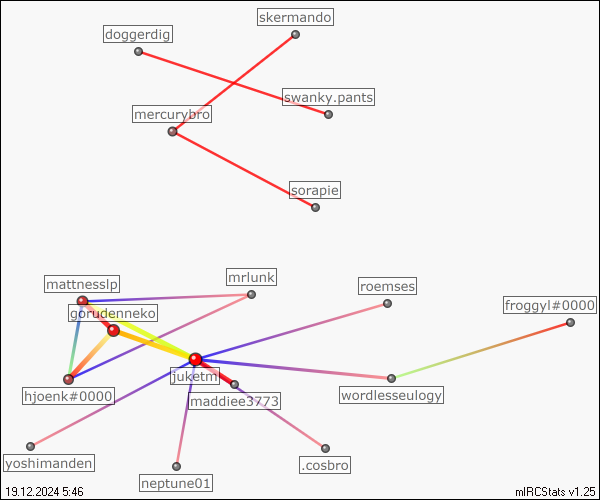 skermando
doggerdig
swanky.pants
mercurybro
sorapie
mrlunk
mattnesslp
roemses
froggyl#0000
gorudenneko
juketm
hjoenk#0000
wordlesseulogy
maddiee3773
yoshimanden
.cosbro
neptune01
19.12.2024 5:46
mIRCStats v1.25